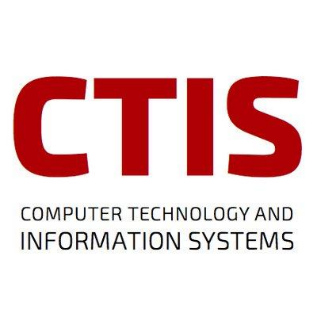 CTIS
COMPUTER TECHNOLOGY AND
INFORMATION SYSTEMS